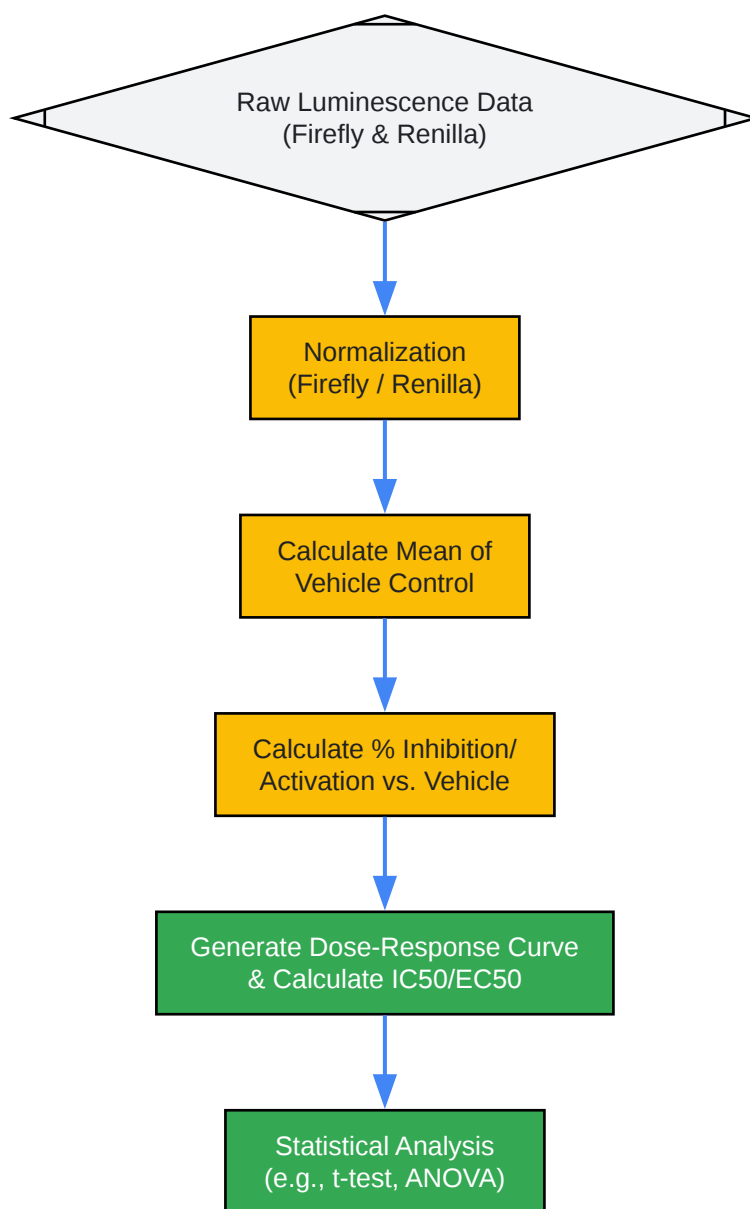 Raw Luminescence Data
(Firefly & Renilla)
Normalization
(Firefly / Renilla)
Calculate Mean of
Vehicle Control
Calculate % Inhibition/
Activation vs. Vehicle
Generate Dose-Response Curve
& Calculate IC50/EC50
Statistical Analysis
(e.g., t-test, ANOVA)